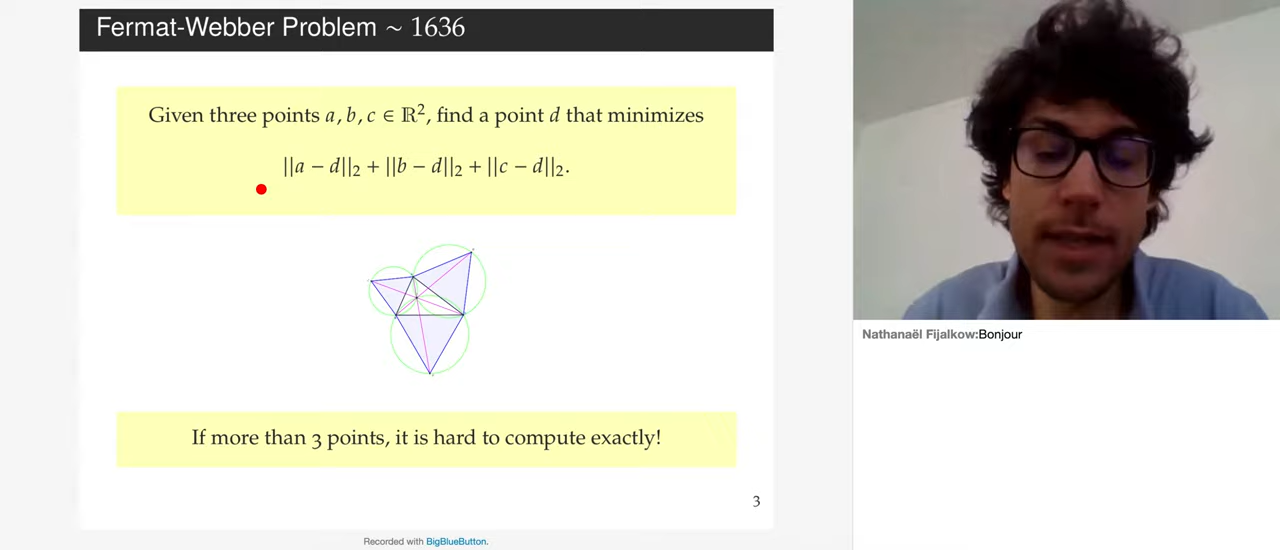 Fermat-Webber Problem ∼ 1636
Given three points a, b, c ∈ ℝ², find a point d that minimizes
||a − d||₂ + ||b − d||₂ + ||c − d||₂.
If more than 3 points, it is hard to compute exactly!
3
Recorded with BigBlueButton.
Nathanaël Fijalkow:Bonjour